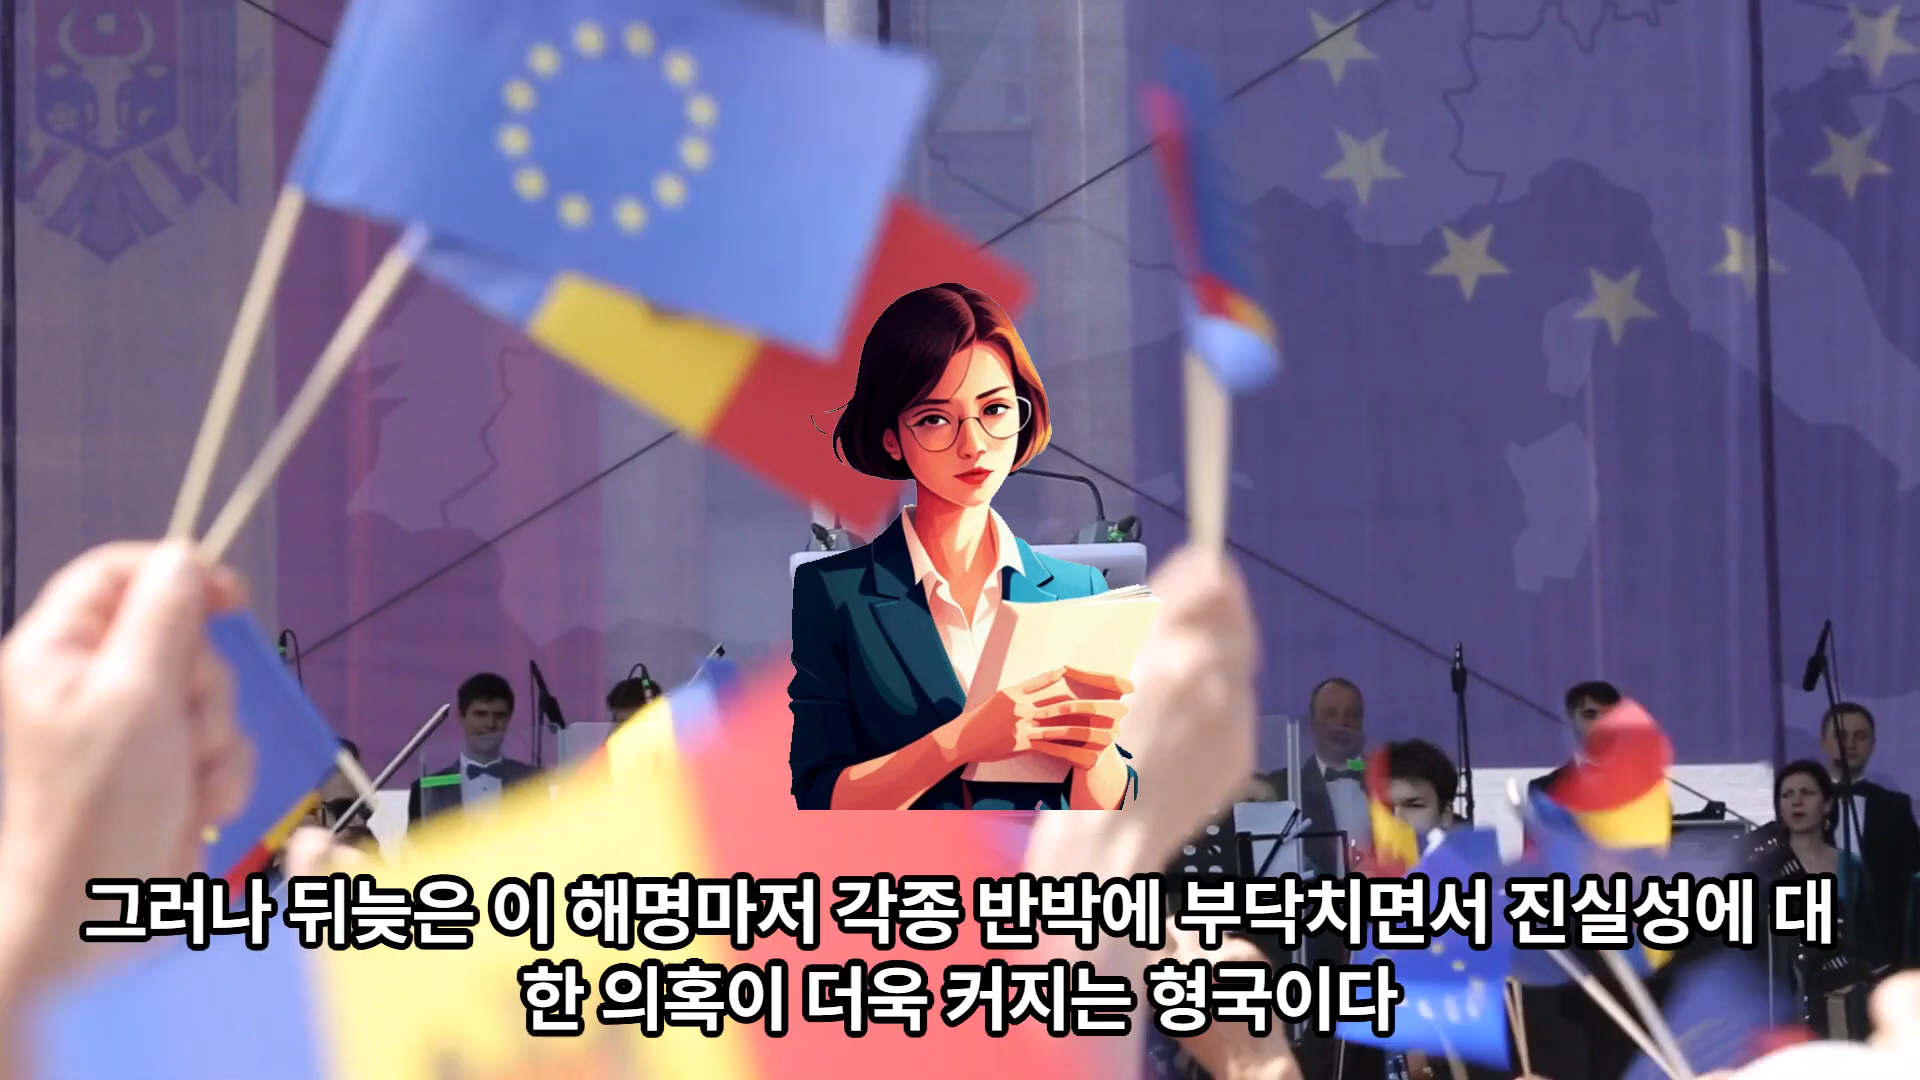 그러나 뒤늦은 이 해명마저 각종 반박에 부닥치면서 진실성에 대
한 의혹이 더욱 커지는 형국이다